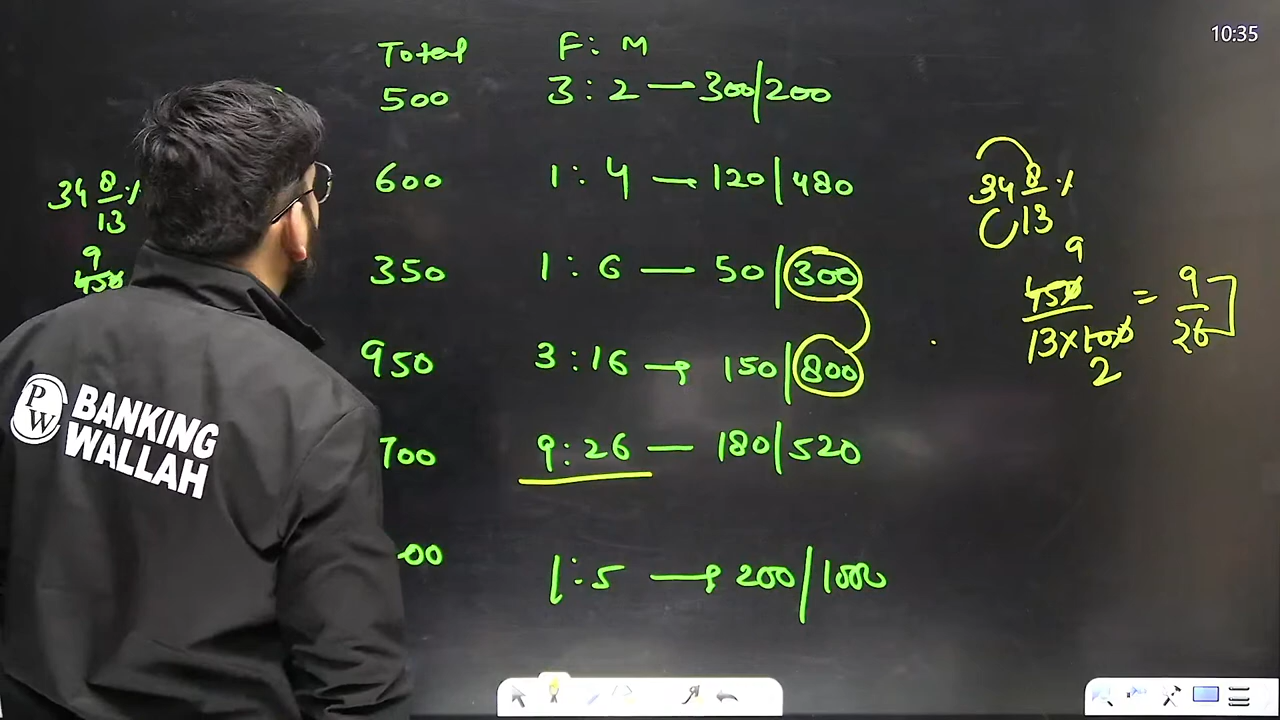 10:35
Total F : M
500 3 : 2 → 300/200
600 1 : 4 → 120|480
350 1 : 6 — 50|300
950 3 : 16 → 150|800
700 9 : 26 — 180|520
00 1 : 5 → 200/1000
34 8/13 %
9
450
34 8/13 %
9
450/13×100 = 9/26
2
PW BANKING
WALLAH